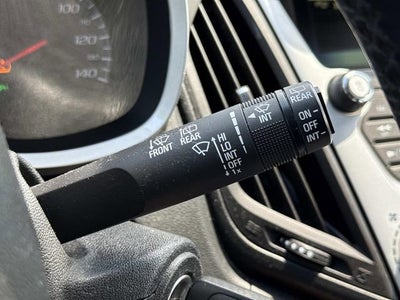 100
120
140
FRONT
REAR
HI
LO
INT
OFF
1x
INT
REAR
ON
OFF
INT